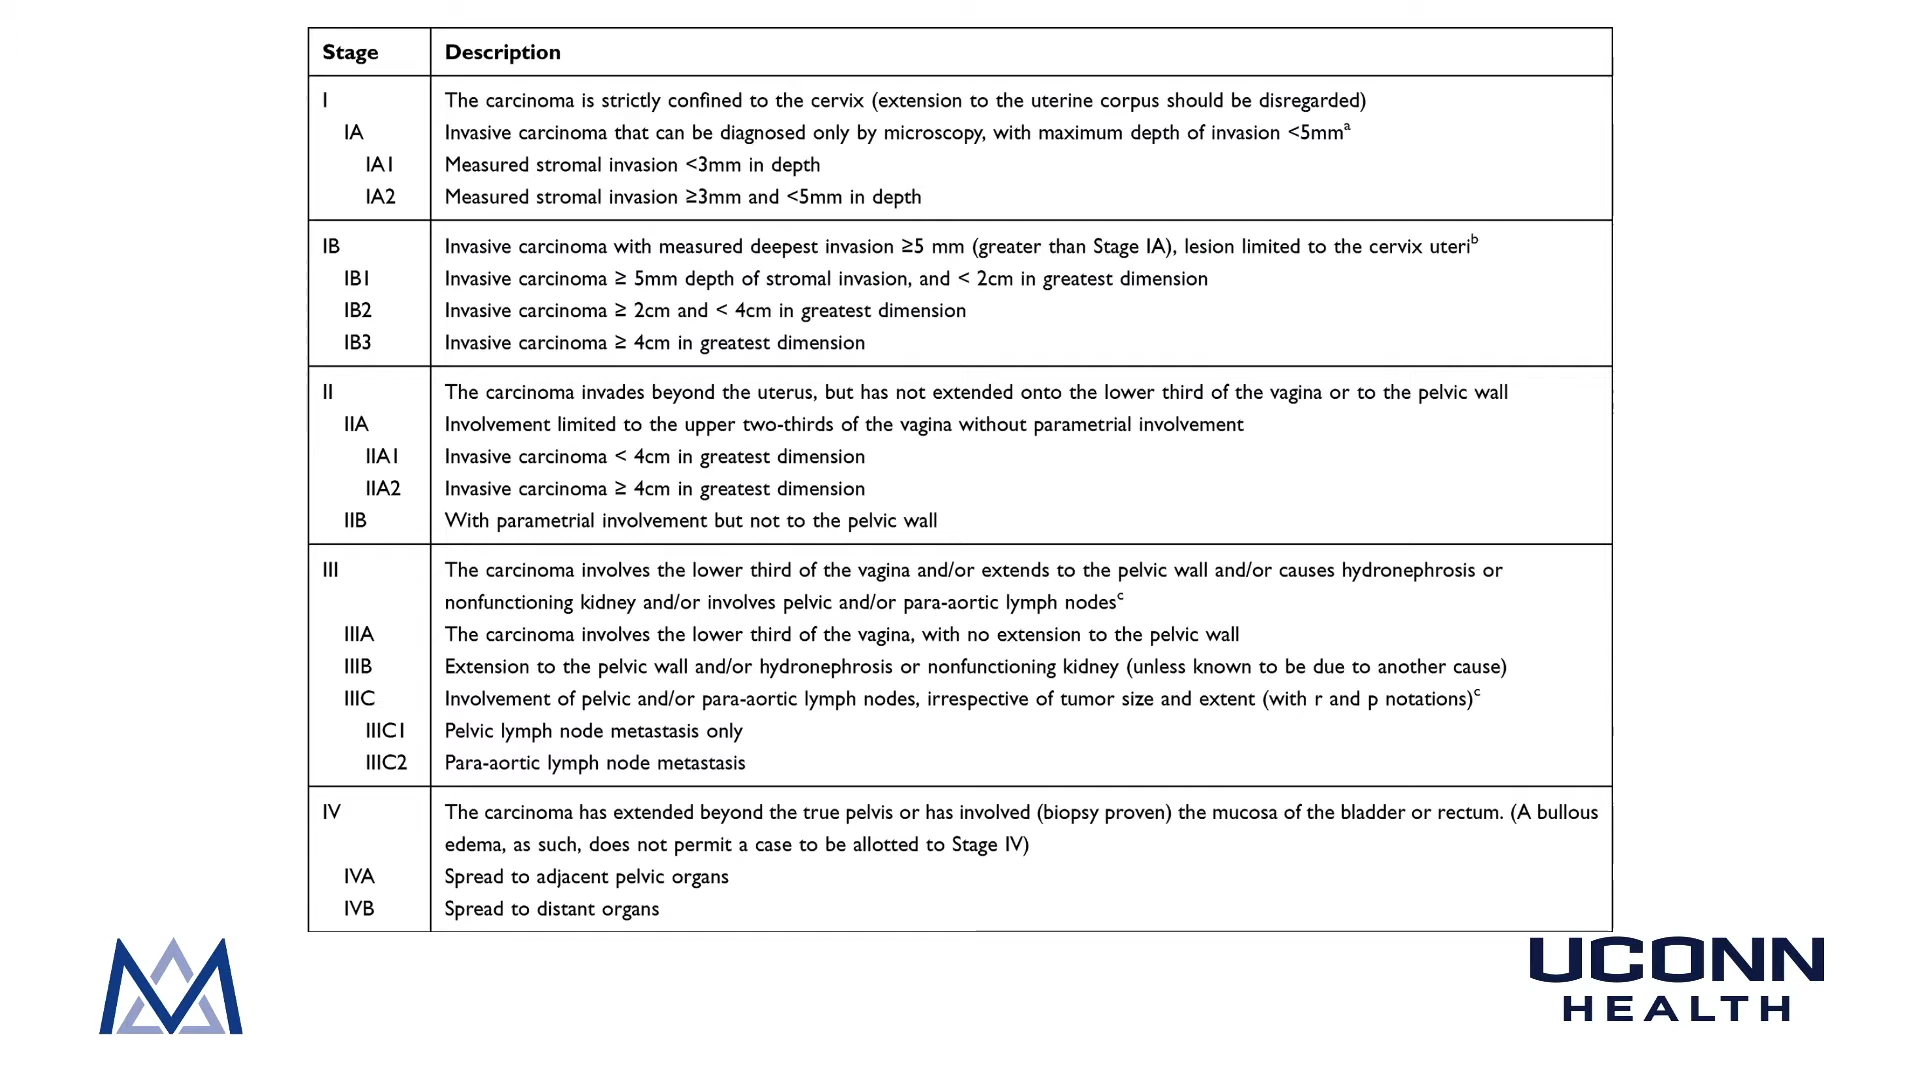 Stage Description
I The carcinoma is strictly confined to the cervix (extension to the uterine corpus should be disregarded)
IA Invasive carcinoma that can be diagnosed only by microscopy, with maximum depth of invasion <5mmᵃ
IA1 Measured stromal invasion <3mm in depth
IA2 Measured stromal invasion ≥3mm and <5mm in depth
IB Invasive carcinoma with measured deepest invasion ≥5 mm (greater than Stage IA), lesion limited to the cervix uteriᵇ
IB1 Invasive carcinoma ≥ 5mm depth of stromal invasion, and < 2cm in greatest dimension
IB2 Invasive carcinoma ≥ 2cm and < 4cm in greatest dimension
IB3 Invasive carcinoma ≥ 4cm in greatest dimension
II The carcinoma invades beyond the uterus, but has not extended onto the lower third of the vagina or to the pelvic wall
IIA Involvement limited to the upper two-thirds of the vagina without parametrial involvement
IIA1 Invasive carcinoma < 4cm in greatest dimension
IIA2 Invasive carcinoma ≥ 4cm in greatest dimension
IIB With parametrial involvement but not to the pelvic wall
III The carcinoma involves the lower third of the vagina and/or extends to the pelvic wall and/or causes hydronephrosis or
nonfunctioning kidney and/or involves pelvic and/or para-aortic lymph nodesᶜ
IIIA The carcinoma involves the lower third of the vagina, with no extension to the pelvic wall
IIIB Extension to the pelvic wall and/or hydronephrosis or nonfunctioning kidney (unless known to be due to another cause)
IIIC Involvement of pelvic and/or para-aortic lymph nodes, irrespective of tumor size and extent (with r and p notations)ᶜ
IIIC1 Pelvic lymph node metastasis only
IIIC2 Para-aortic lymph node metastasis
IV The carcinoma has extended beyond the true pelvis or has involved (biopsy proven) the mucosa of the bladder or rectum. (A bullous
edema, as such, does not permit a case to be allotted to Stage IV)
IVA Spread to adjacent pelvic organs
IVB Spread to distant organs
UCONN
HEALTH